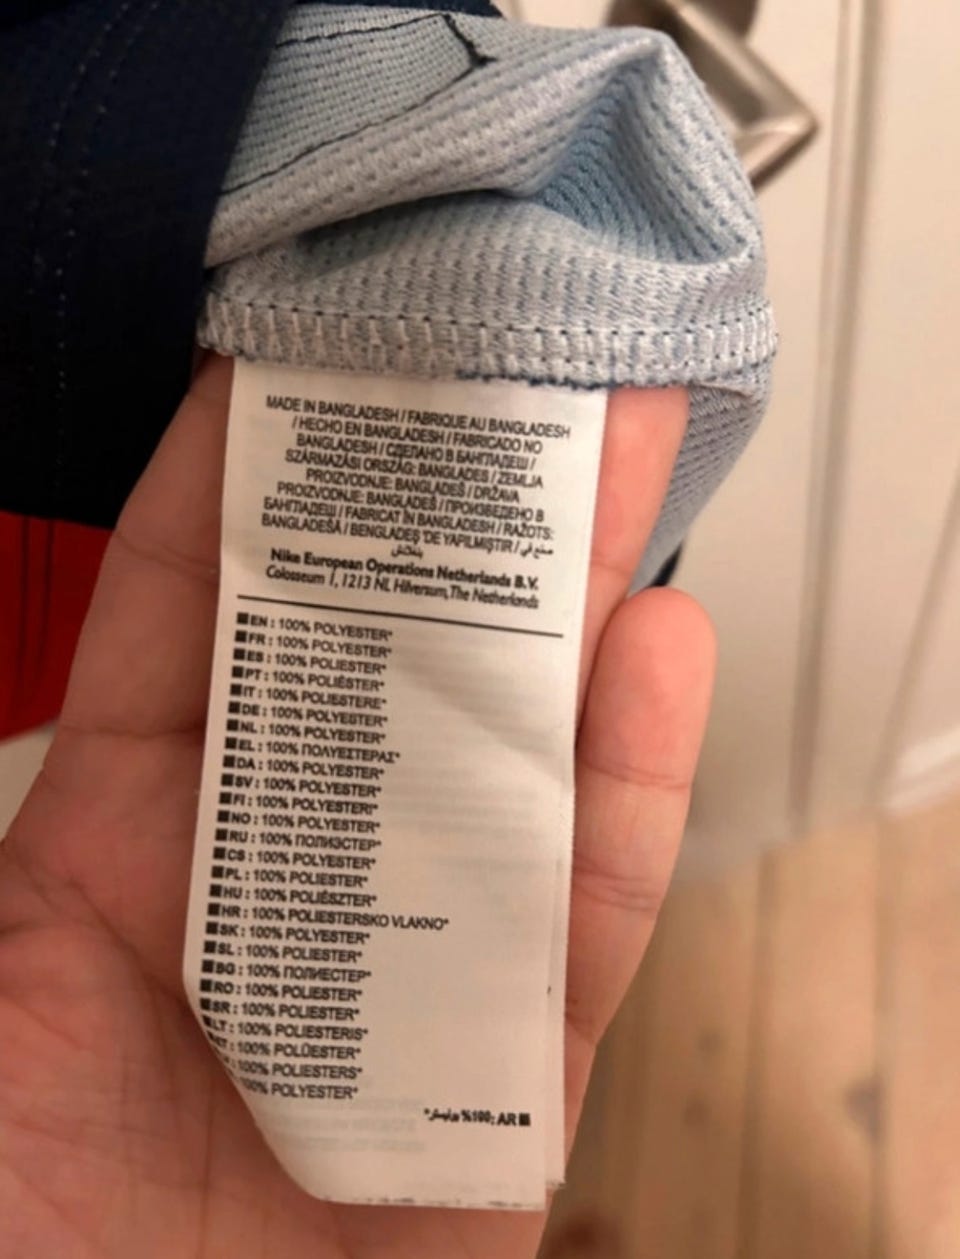 MADE IN BANGLADESH / FABRIQUE AU BANGLADESH
/ HECHO EN BANGLADESH / FABRICADO NO
BANGLADESH / СДЕЛАНО В БАНГЛАДЕШ /
SZÁRMAZÁSI ORSZÁG: BANGLADES / ZEMLJA
PROIZVODNJE: BANGLADEŠ / DRŽAVA
PROIZVODNJE: BANGLADEŠ / ПРОИЗВЕДЕНО В
БАНГЛАДЕШ / FABRICAT ÎN BANGLADESH / RAŽOTS:
BANGLADEŠĀ / BENGLADEŞ'DE YAPILMIŞTIR / صنع في
بنغلادش
Nike European Operations Netherlands B.V.
Colosseum 1, 1213 NL Hilversum, The Netherlands
EN : 100% POLYESTER*
FR : 100% POLYESTER*
ES : 100% POLIESTER*
PT : 100% POLIÉSTER*
IT : 100% POLIESTERE*
DE : 100% POLYESTER*
NL : 100% POLYESTER*
EL : 100% ΠΟΛΥΕΣΤΕΡΑΣ*
DA : 100% POLYESTER*
SV : 100% POLYESTER*
FI : 100% POLYESTERI*
NO : 100% POLYESTER*
RU : 100% ПОЛИЭСТЕР*
CS : 100% POLYESTER*
PL : 100% POLIESTER*
HU : 100% POLIÉSZTER*
HR : 100% POLIESTERSKO VLAKNO*
SK : 100% POLYESTER*
SL : 100% POLIESTER*
BG : 100% ПОЛИЕСТЕР*
RO : 100% POLIESTER*
SR : 100% POLIESTER*
LT : 100% POLIESTERIS*
100% POLÜESTER*
100% POLIESTERS*
100% POLYESTER*
AR :100% بوليستر*